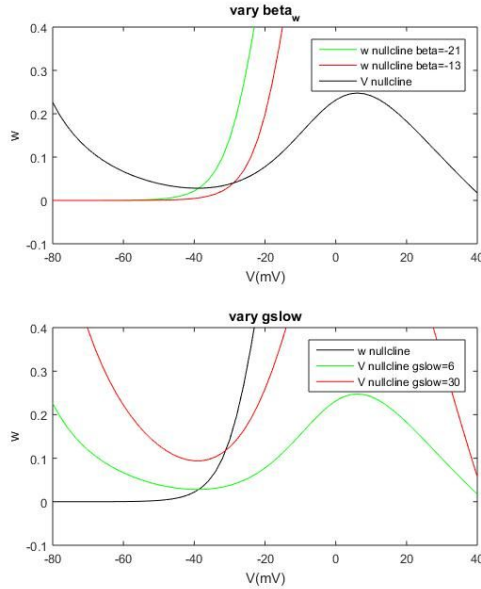 vary beta_w
0.4
0.3
0.2
0.1
0
-0.1
w
w nullcline beta=-21
w nullcline beta=-13
V nullcline
-80 -60 -40 -20 0 20 40
V(mV)
vary gslow
0.4
0.3
0.2
0.1
0
-0.1
w
w nullcline
V nullcline gslow=6
V nullcline gslow=30
-80 -60 -40 -20 0 20 40
V(mV)